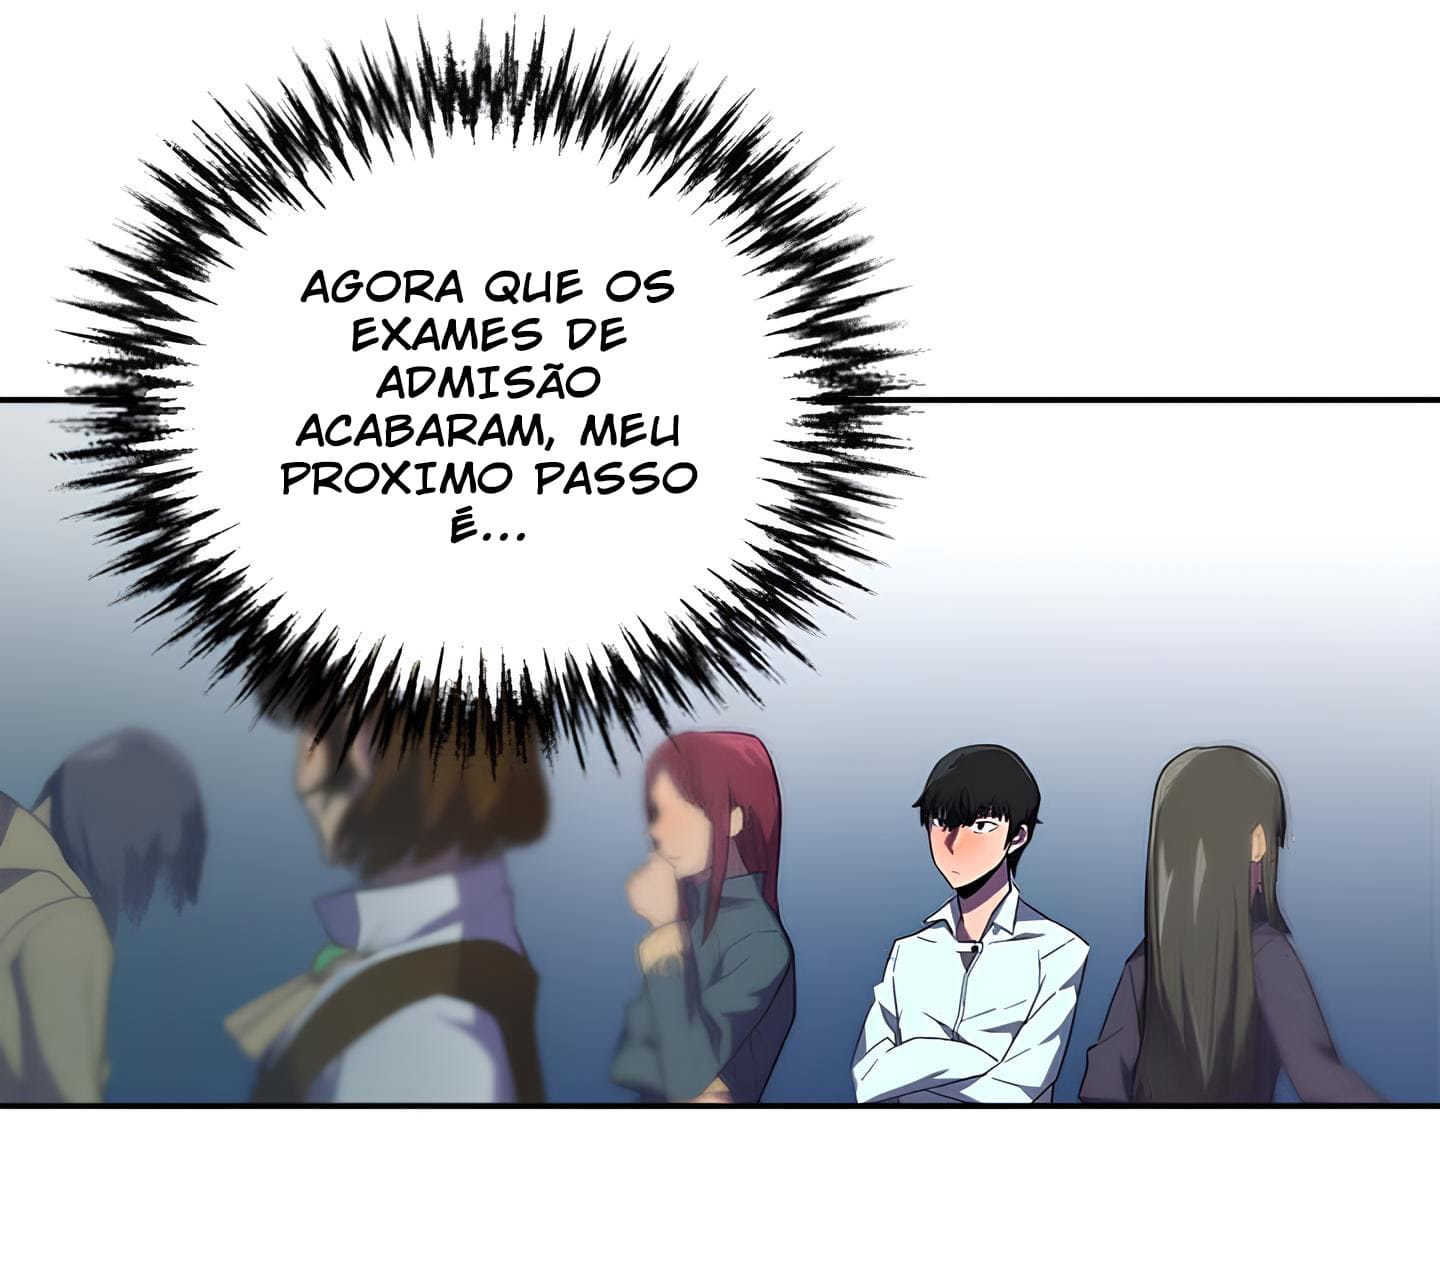 AGORA QUE OS
EXAMES DE
ADMISÃO
ACABARAM, MEU
PROXIMO PASSO
É...